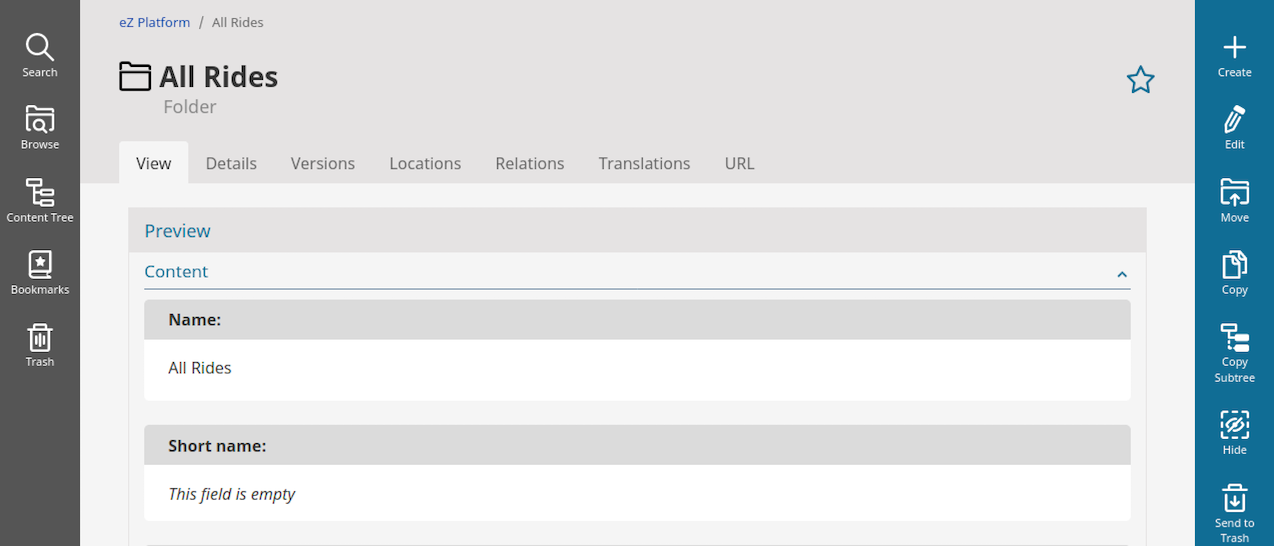 Search
Browse
Content Tree
Bookmarks
Trash
eZ Platform / All Rides
All Rides
Folder
View Details Versions Locations Relations Translations URL
Preview
Content
Name:
All Rides
Short name:
This field is empty
Create
Edit
Move
Copy
Copy
Subtree
Hide
Send to
Trash